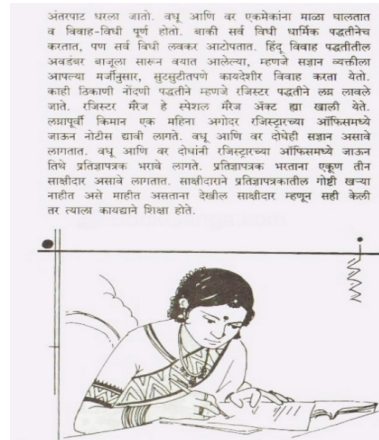 अंतरपाट धरला जातो. वधू आणि वर एकमेकांना माळा घालतात
व विवाह-विधी पूर्ण होतो. बाकी सर्व विधी धार्मिक पद्धतीनेच
करतात, पण सर्व विधी लवकर आटोपतात. हिंदू विवाह पद्धतीतील
अवडंबर बाजूला सारून वयात आलेल्या, म्हणजे सज्ञान व्यक्तीला
आपल्या मर्जीनुसार, सुटसुटीतपणे कायदेशीर विवाह करता येतो.
काही ठिकाणी नोंदणी पद्धतीने म्हणजे रजिस्टर पद्धतीने लग्न लावले
जाते. रजिस्टर मॅरेज हे स्पेशल मॅरेज ॲक्ट ह्या खाली येते.
लग्नापूर्वी किमान एक महिना अगोदर रजिस्ट्रारच्या ऑफिसमध्ये
जाऊन नोटीस द्यावी लागते. वधू आणि वर दोघेही सज्ञान असावे
लागतात. वधू आणि वर दोघांनी रजिस्ट्रारच्या ऑफिसमध्ये जाऊन
तिथे प्रतिज्ञापत्रक भरावे लागते. प्रतिज्ञापत्रक भरताना एकूण तीन
साक्षीदार असावे लागतात. साक्षीदाराने प्रतिज्ञापत्रकातील गोष्टी खऱ्या
नाहीत असे माहीत असताना देखील साक्षीदार म्हणून सही केली
तर त्याला कायद्याने शिक्षा होते.